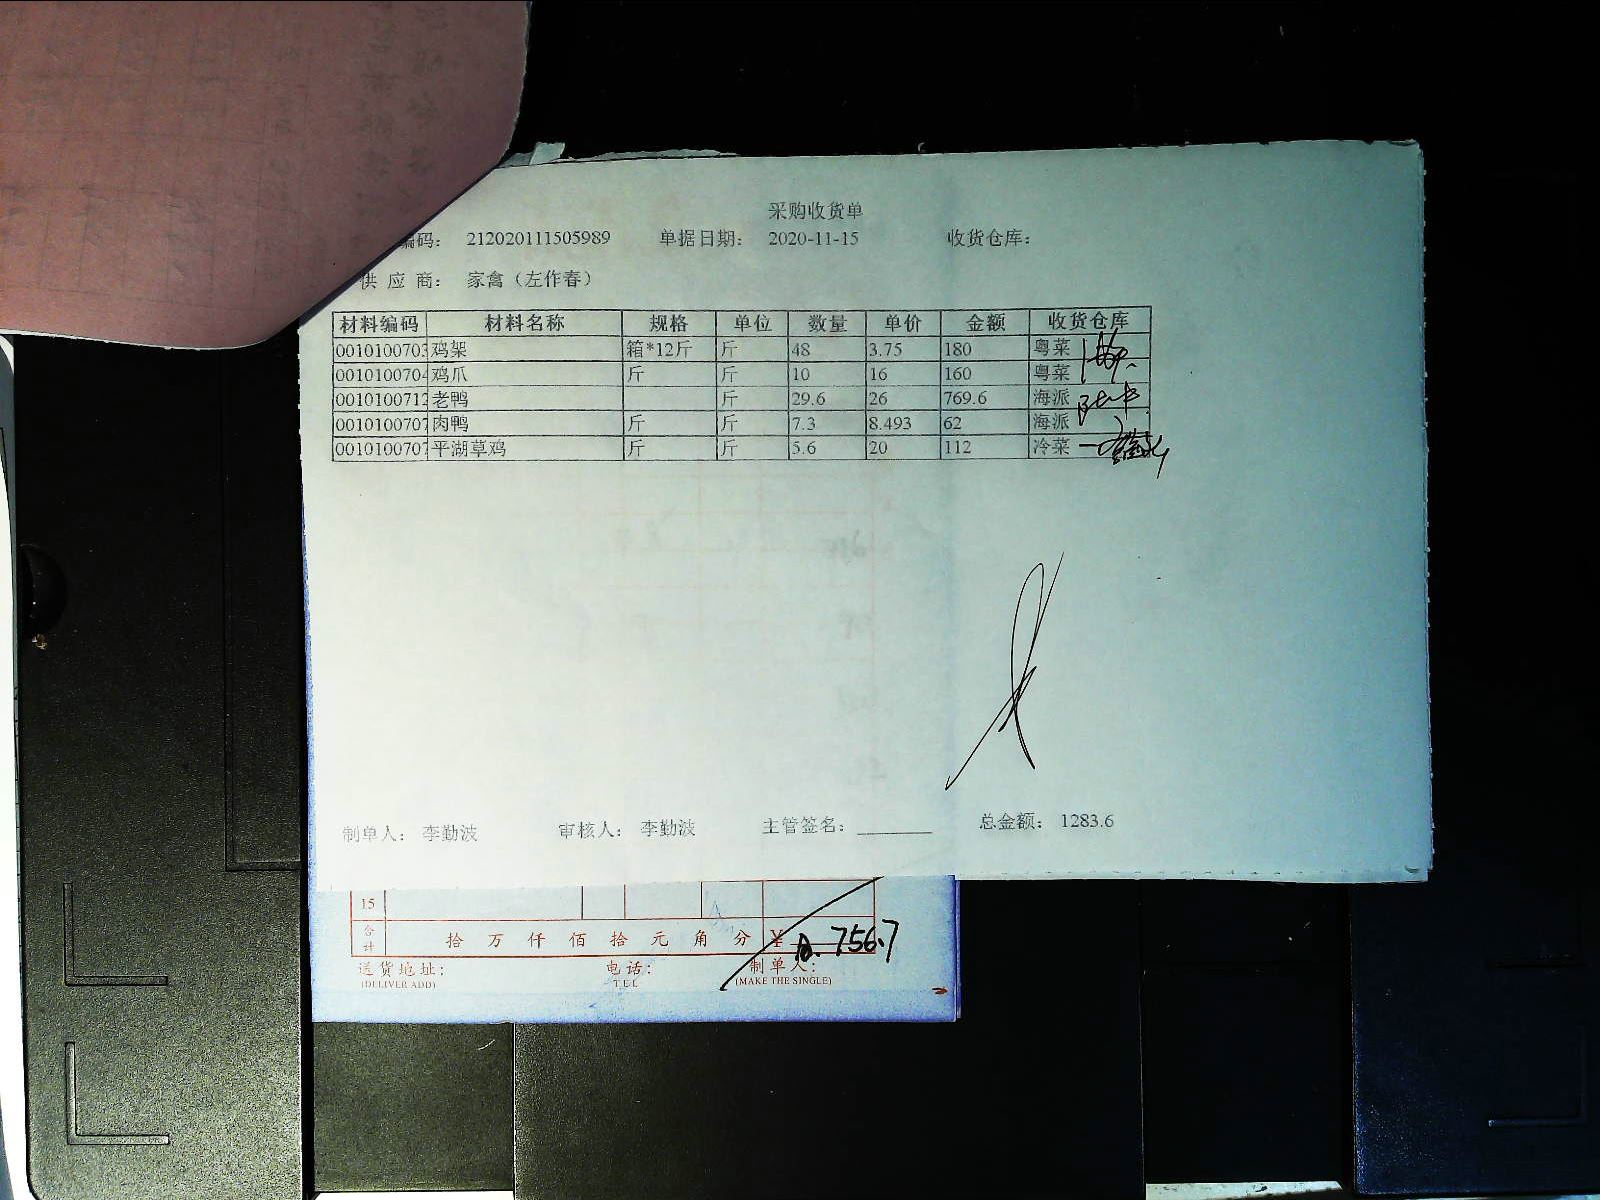 采购收货单
编码： 212020111505989 单据日期： 2020-11-15 收货仓库：
供 应 商： 家禽（左作春）
材料编码 材料名称 规格 单位 数量 单价 金额 收货仓库
0010100703 鸡架 箱*12斤 斤 48 3.75 180 粤菜
0010100704 鸡爪 斤 斤 10 16 160 粤菜
0010100712 老鸭 斤 29.6 26 769.6 海派
0010100707 肉鸭 斤 斤 7.3 8.493 62 海派
0010100707 平湖草鸡 斤 斤 5.6 20 112 冷菜
制单人： 李勤波 审核人： 李勤波 主管签名： 总金额： 1283.6
15
合计 拾 万 仟 佰 拾 元 角 分 ¥ 756.7
送货地址： 电话： 制单人：
(DELIVER ADD) TEL (MAKE THE SINGLE)